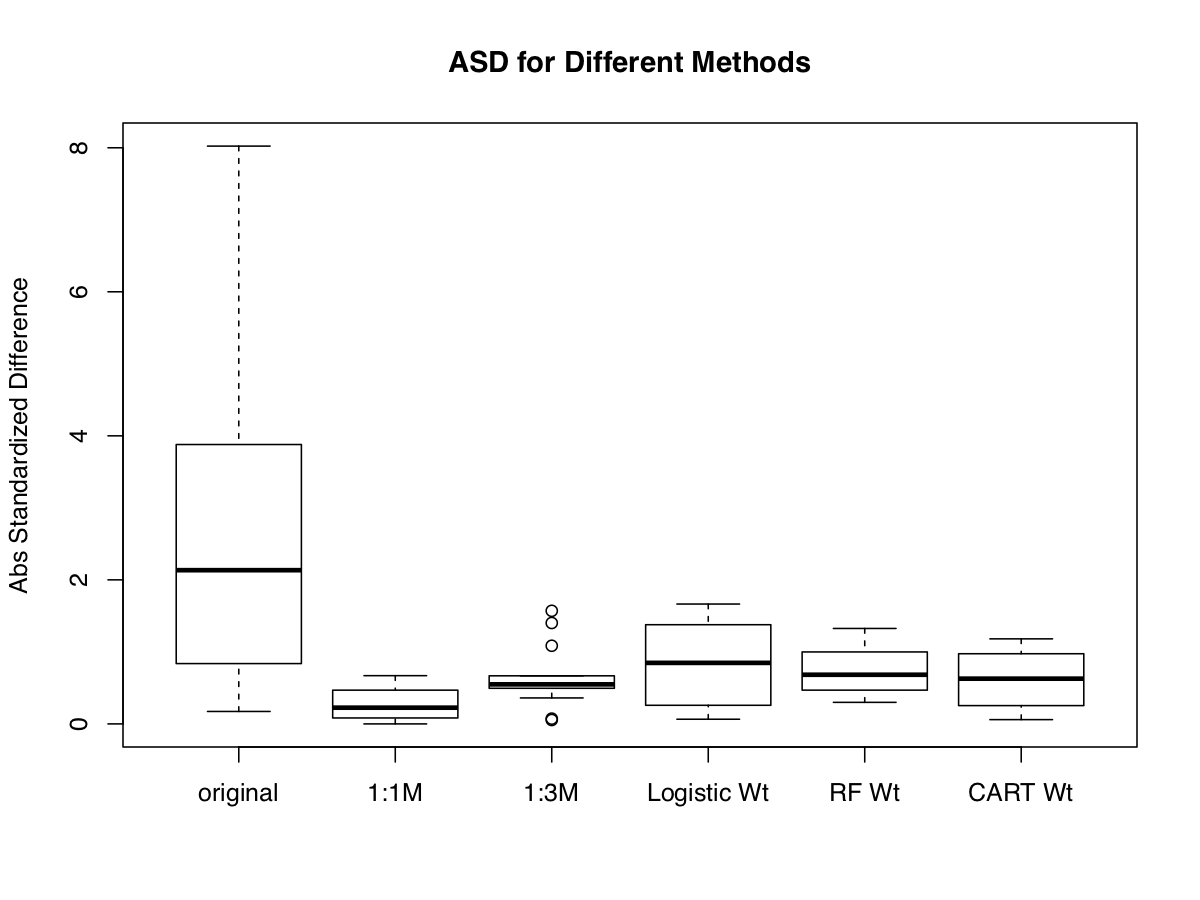 ASD for Different Methods
Abs Standardized Difference
8
6
4
2
0
original 1:1M 1:3M Logistic Wt RF Wt CART Wt